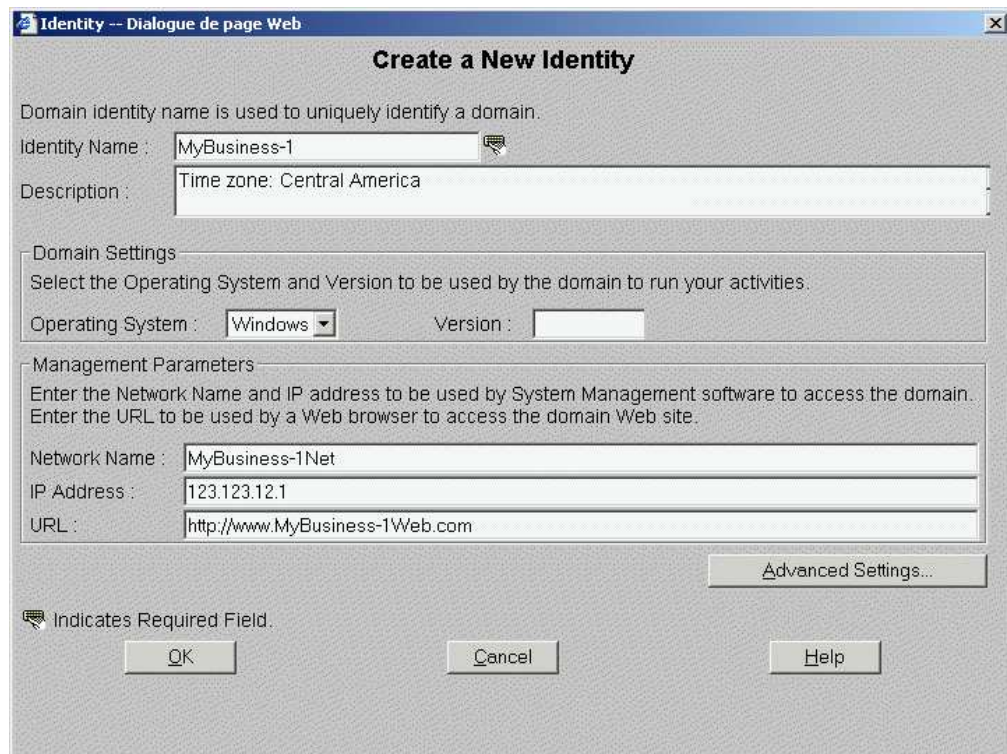 Identity -- Dialogue de page Web
Create a New Identity
Domain identity name is used to uniquely identify a domain.
Identity Name : MyBusiness-1
Description : Time zone: Central America
Domain Settings
Select the Operating System and Version to be used by the domain to run your activities.
Operating System : Windows Version :
Management Parameters
Enter the Network Name and IP address to be used by System Management software to access the domain.
Enter the URL to be used by a Web browser to access the domain Web site.
Network Name : MyBusiness-1Net
IP Address : 123.123.12.1
URL : http://www.MyBusiness-1Web.com
Advanced Settings...
Indicates Required Field.
OK Cancel Help